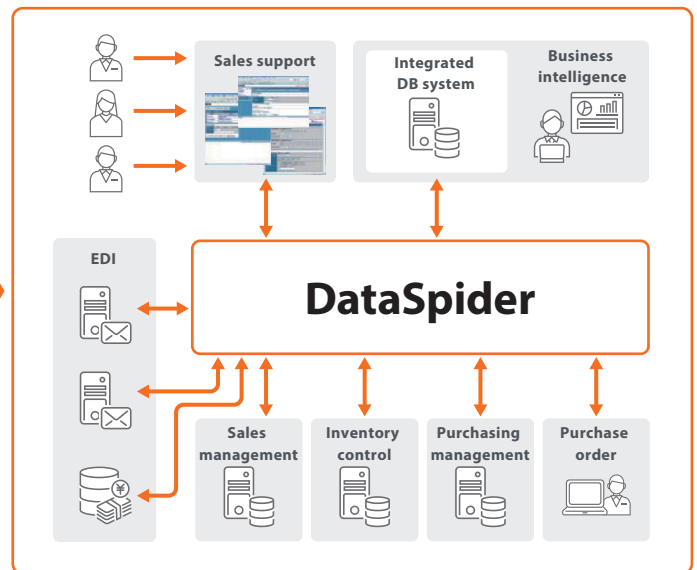 Sales support
Integrated
DB system
Business
intelligence
EDI
DataSpider
¥
Sales
management
Inventory
control
Purchasing
management
Purchase
order